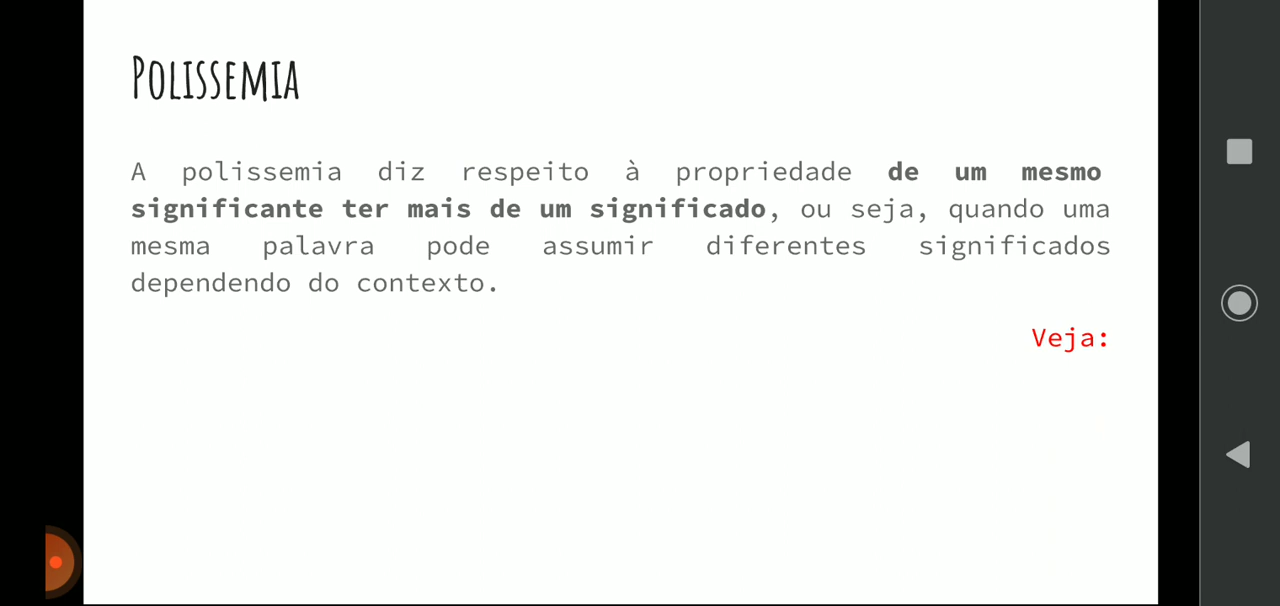 POLISSEMIA
A polissemia diz respeito à propriedade de um mesmo
significante ter mais de um significado, ou seja, quando uma
mesma palavra pode assumir diferentes significados
dependendo do contexto.
Veja: